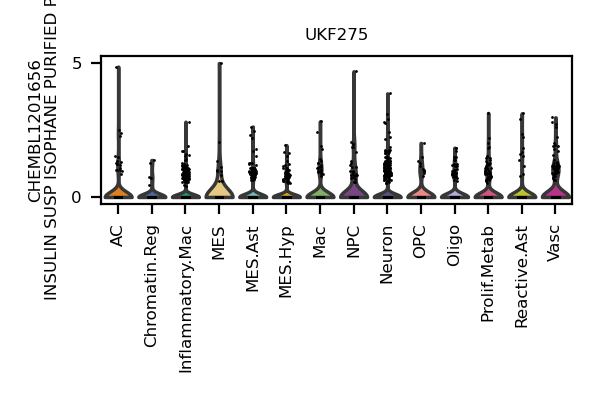 UKF275
CHEMBL1201656
INSULIN SUSP ISOPHANE PURIFIED
5
0
AC
Chromatin.Reg
Inflammatory.Mac
MES
MES.Ast
MES.Hyp
Mac
NPC
Neuron
OPC
Oligo
Prolif.Metab
Reactive.Ast
Vasc